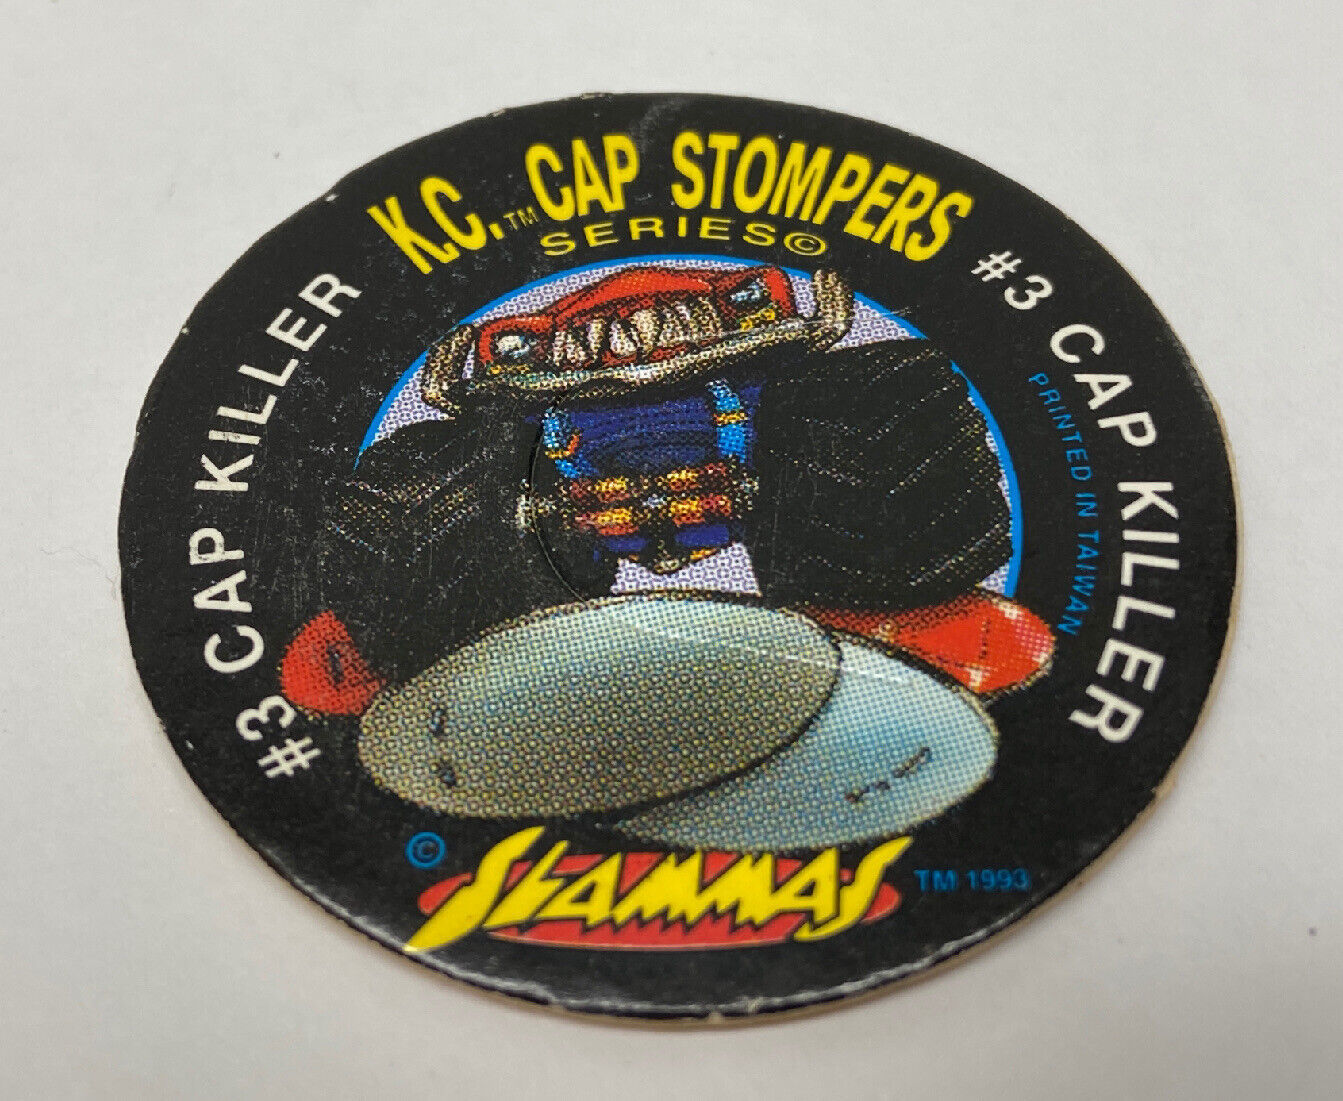 K.C.™ CAP STOMPERS
SERIES©
#3 CAP KILLER
#3 CAP KILLER
PRINTED IN TAIWAN
© SLAMMAS TM 1993